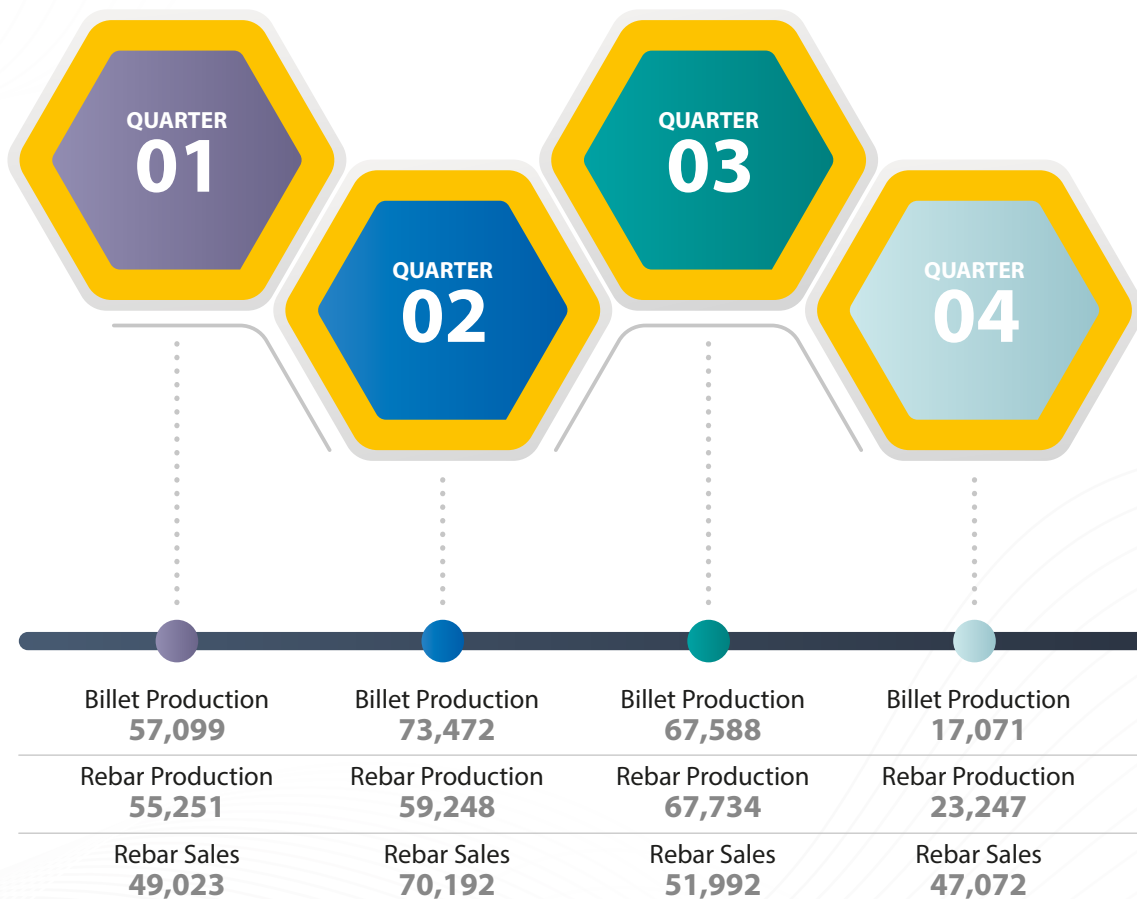 QUARTER
01
QUARTER
02
QUARTER
03
QUARTER
04
Billet Production
57,099
Rebar Production
55,251
Rebar Sales
49,023
Billet Production
73,472
Rebar Production
59,248
Rebar Sales
70,192
Billet Production
67,588
Rebar Production
67,734
Rebar Sales
51,992
Billet Production
17,071
Rebar Production
23,247
Rebar Sales
47,072